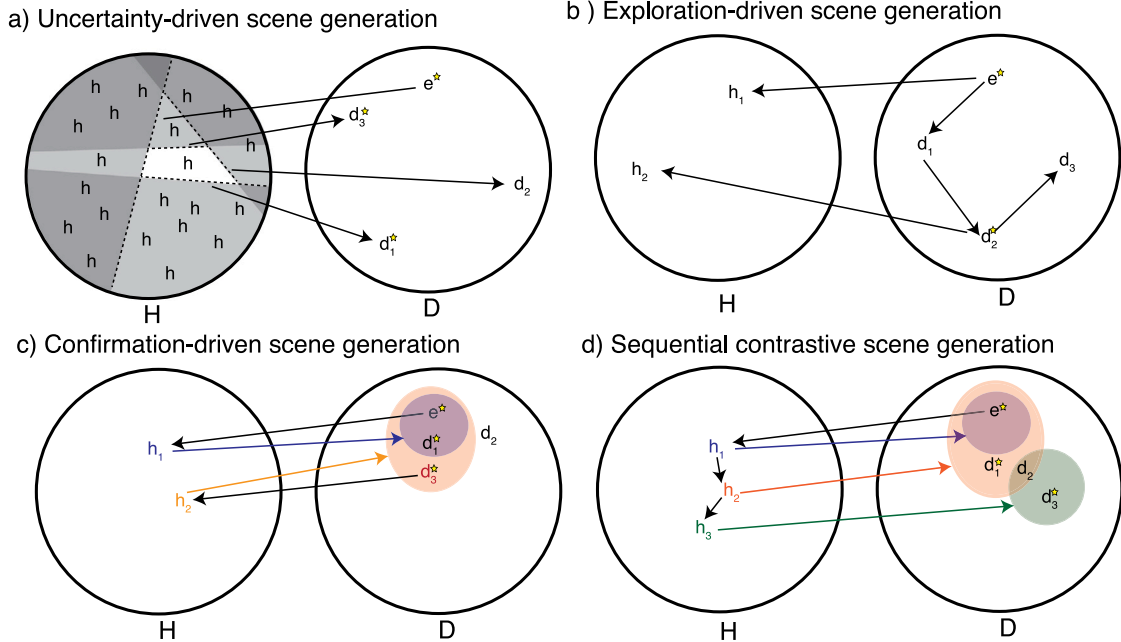 a) Uncertainty-driven scene generation
h h h h h h h h h h h h h h h h h h h
e☆
d₃☆
d₂
d₁☆
H
D
b ) Exploration-driven scene generation
h₁
e☆
d₁
h₂
d₃
d₂☆
H
D
c) Confirmation-driven scene generation
e☆
h₁
d₁☆
d₂
d₃☆
h₂
H
D
d) Sequential contrastive scene generation
e☆
h₁
d₁☆
d₂
h₂
d₃☆
h₃
H
D